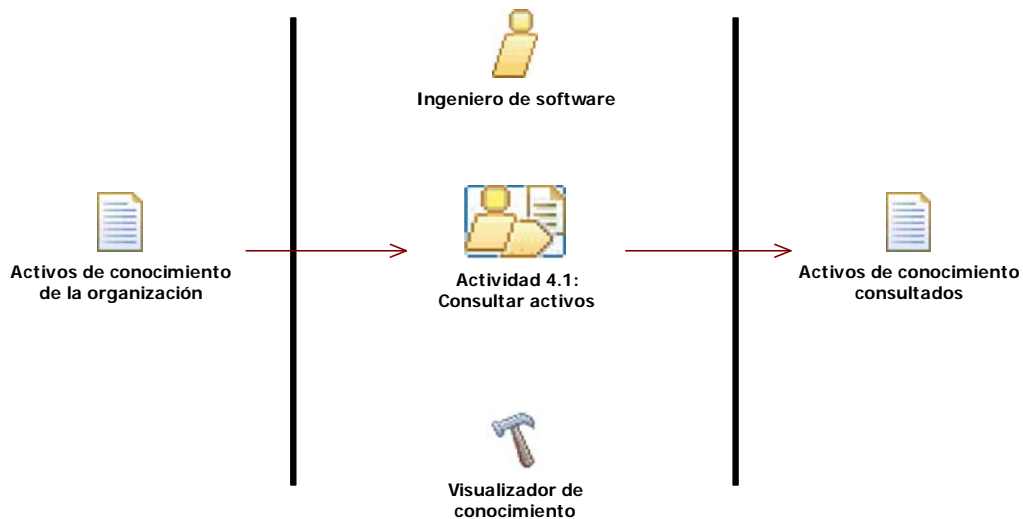 Ingeniero de software
Activos de conocimiento
de la organización
Actividad 4.1:
Consultar activos
Activos de conocimiento
consultados
Visualizador de
conocimiento